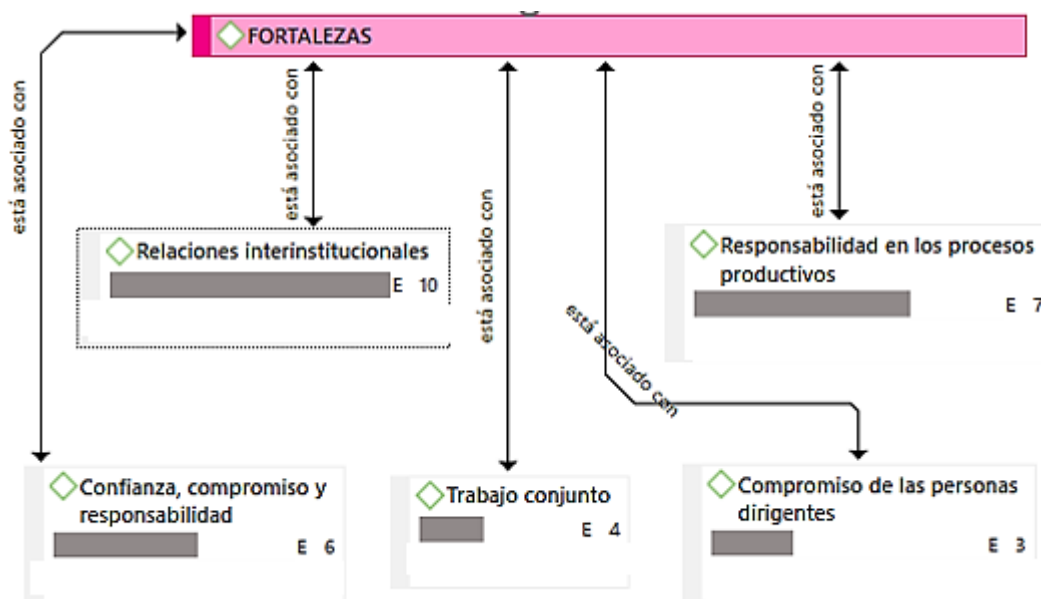 FORTALEZAS
está asociado con
está asociado con
está asociado con
está asociado con
está asociado con
Relaciones interinstitucionales
E 10
Responsabilidad en los procesos
productivos
E 7
Confianza, compromiso y
responsabilidad
E 6
Trabajo conjunto
E 4
Compromiso de las personas
dirigentes
E 3